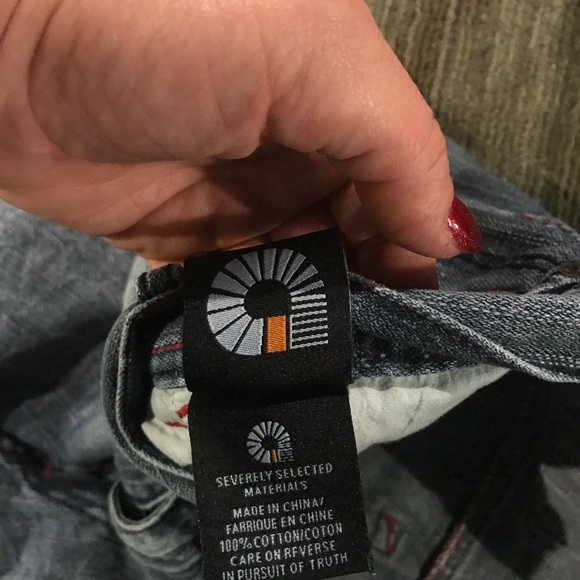 SEVERELY SELECTED
MATERIALS
MADE IN CHINA/
FABRIQUE EN CHINE
100% COTTON/COTON
CARE ON REVERSE
IN PURSUIT OF TRUTH